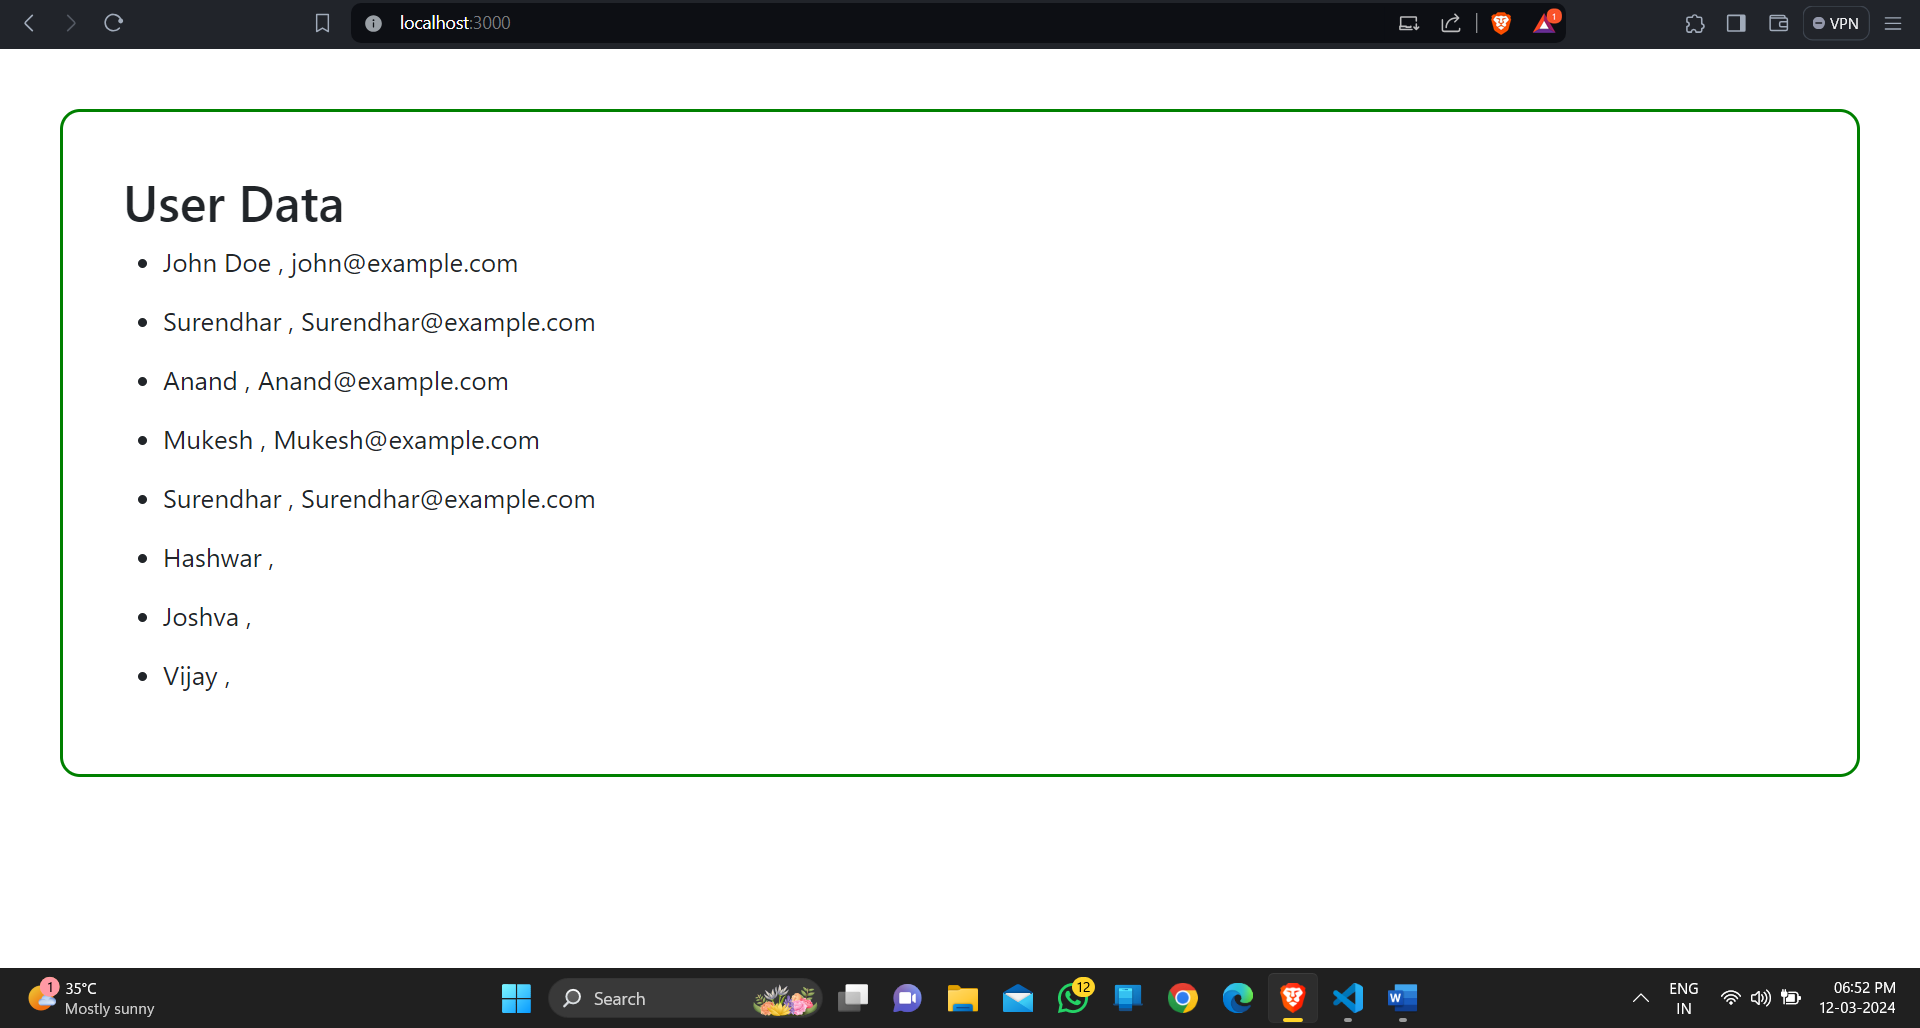 localhost:3000
1
VPN
User Data
John Doe , john@example.com
Surendhar , Surendhar@example.com
Anand , Anand@example.com
Mukesh , Mukesh@example.com
Surendhar , Surendhar@example.com
Hashwar ,
Joshva ,
Vijay ,
1
35°C
Mostly sunny
Search
12
W
ENG
IN
06:52 PM
12-03-2024